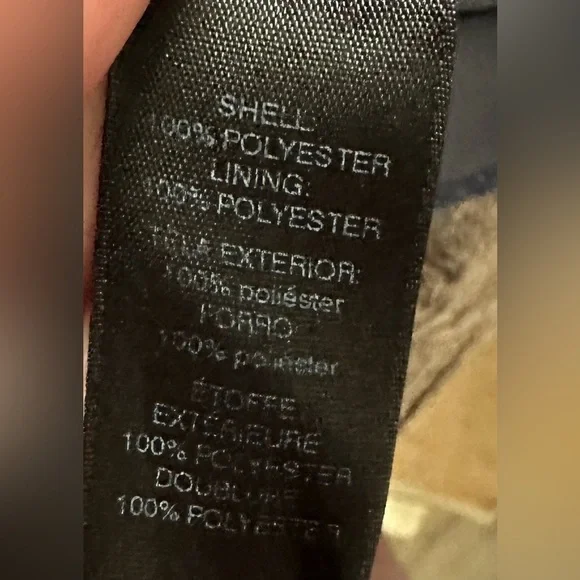 SHELL:
100% POLYESTER
LINING:
100% POLYESTER
TELA EXTERIOR:
100% poliéster
FORRO
100% poliéster
ÉTOFFE
EXTÉRIEURE
100% POLYESTER
DOUBLURE
100% POLYESTER